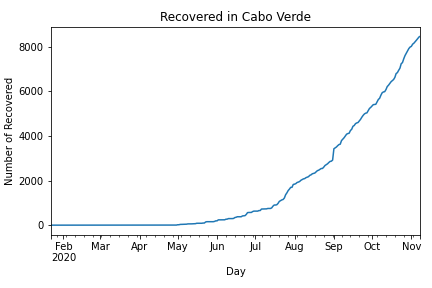 Recovered in Cabo Verde
Number of Recovered
8000
6000
4000
2000
0
Feb Mar Apr May Jun Jul Aug Sep Oct Nov
2020
Day